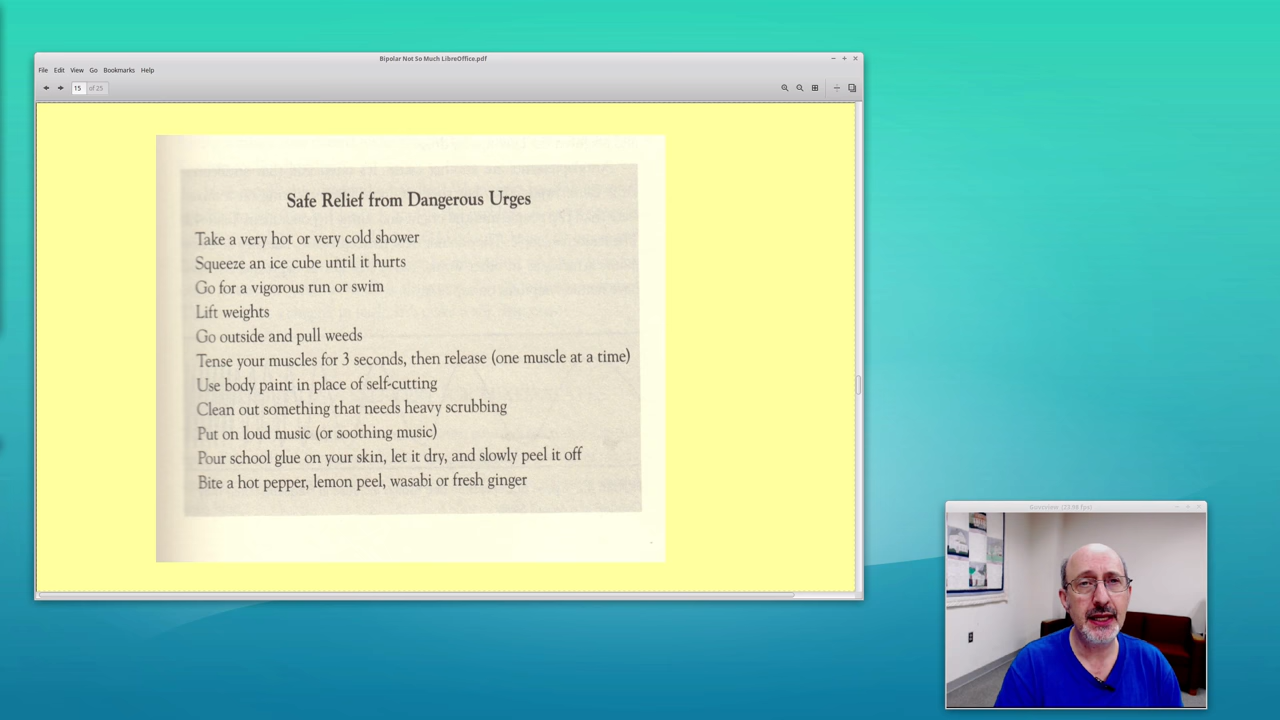 Bipolar Not So Much LibreOffice.pdf
File Edit View Go Bookmarks Help
15 of 25
Safe Relief from Dangerous Urges
Take a very hot or very cold shower
Squeeze an ice cube until it hurts
Go for a vigorous run or swim
Lift weights
Go outside and pull weeds
Tense your muscles for 3 seconds, then release (one muscle at a time)
Use body paint in place of self-cutting
Clean out something that needs heavy scrubbing
Put on loud music (or soothing music)
Pour school glue on your skin, let it dry, and slowly peel it off
Bite a hot pepper, lemon peel, wasabi or fresh ginger